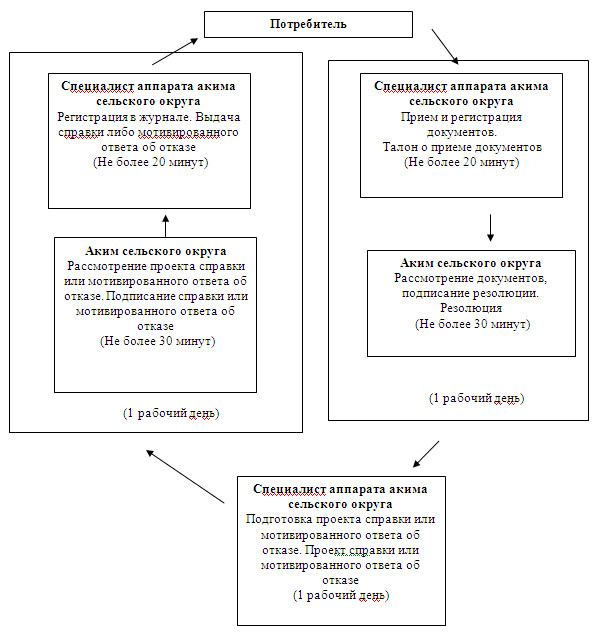 Потребитель
Специалист аппарата акима
сельского округа
Регистрация в журнале. Выдача
справки либо мотивированного
ответа об отказе
(Не более 20 минут)
Аким сельского округа
Рассмотрение проекта справки
или мотивированного ответа об
отказе. Подписание справки или
мотивированного ответа об
отказе
(Не более 30 минут)
(1 рабочий день)
Специалист аппарата акима
сельского округа
Прием и регистрация
документов.
Талон о приеме документов
(Не более 20 минут)
Аким сельского округа
Рассмотрение документов,
подписание резолюции.
Резолюция
(Не более 30 минут)
(1 рабочий день)
Специалист аппарата акима
сельского округа
Подготовка проекта справки или
мотивированного ответа об
отказе. Проект справки или
мотивированного ответа об
отказе
(1 рабочий день)